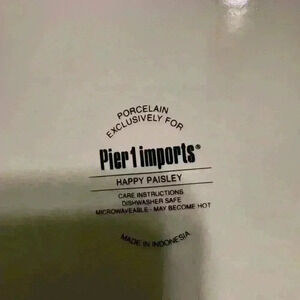 PORCELAIN
EXCLUSIVELY FOR
Pier 1 imports®
HAPPY PAISLEY
CARE INSTRUCTIONS
DISHWASHER SAFE
MICROWAVEABLE - MAY BECOME HOT
MADE IN INDONESIA